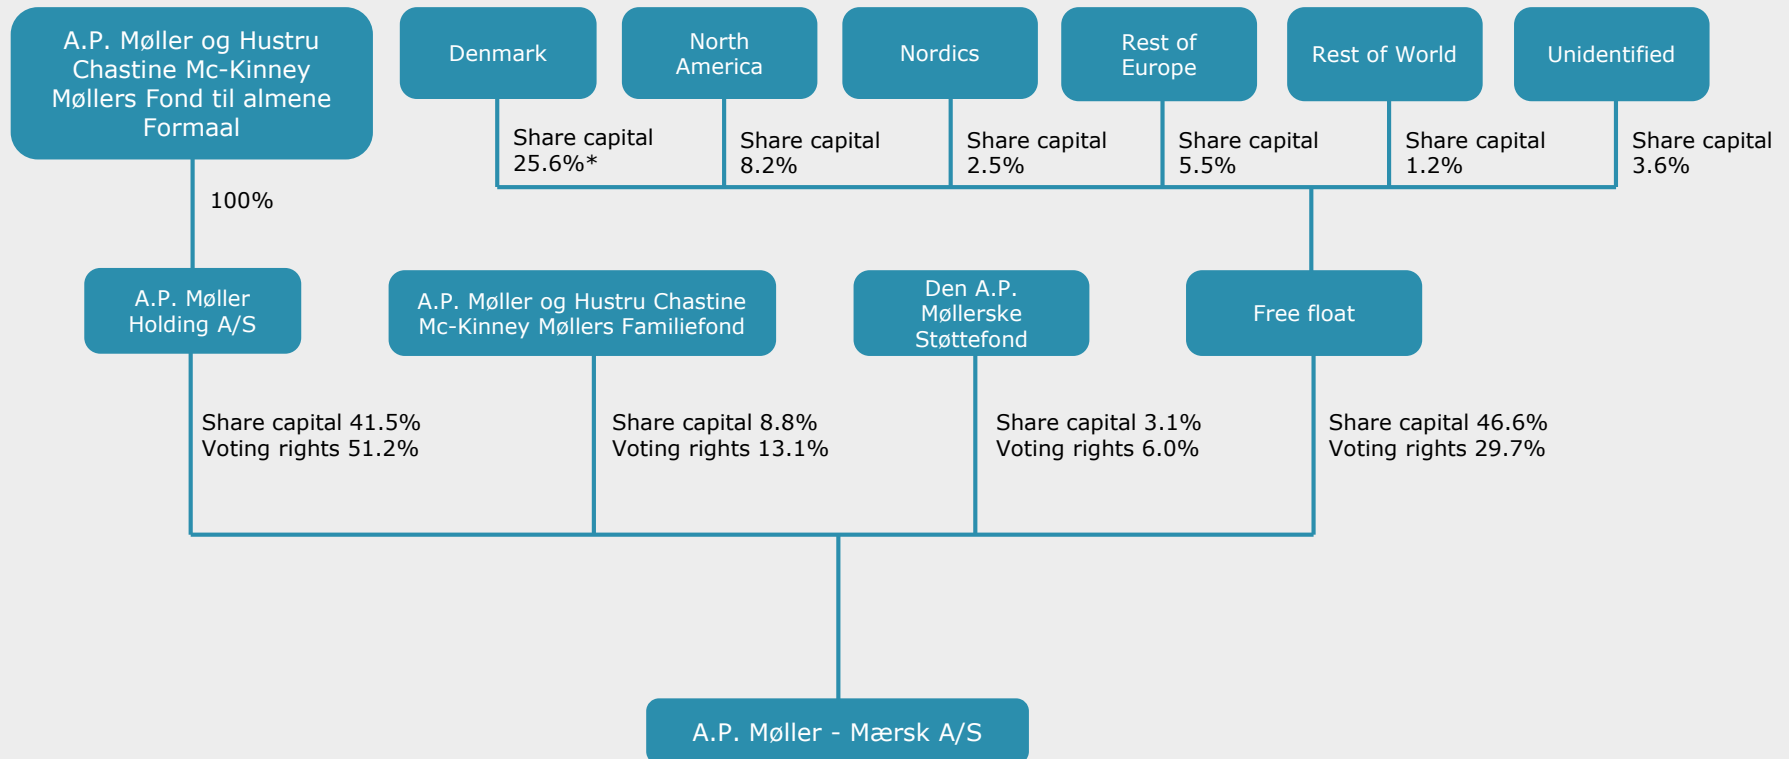 A.P. Møller og Hustru
Chastine Mc-Kinney
Møllers Fond til almene
Formaal
Denmark
North
America
Nordics
Rest of
Europe
Rest of World
Unidentified
Share capital
25.6%*
Share capital
8.2%
Share capital
2.5%
Share capital
5.5%
Share capital
1.2%
Share capital
3.6%
100%
A.P. Møller
Holding A/S
A.P. Møller og Hustru Chastine
Mc-Kinney Møllers Familiefond
Den A.P.
Møllerske
Støttefond
Free float
Share capital 41.5%
Voting rights 51.2%
Share capital 8.8%
Voting rights 13.1%
Share capital 3.1%
Voting rights 6.0%
Share capital 46.6%
Voting rights 29.7%
A.P. Møller - Mærsk A/S